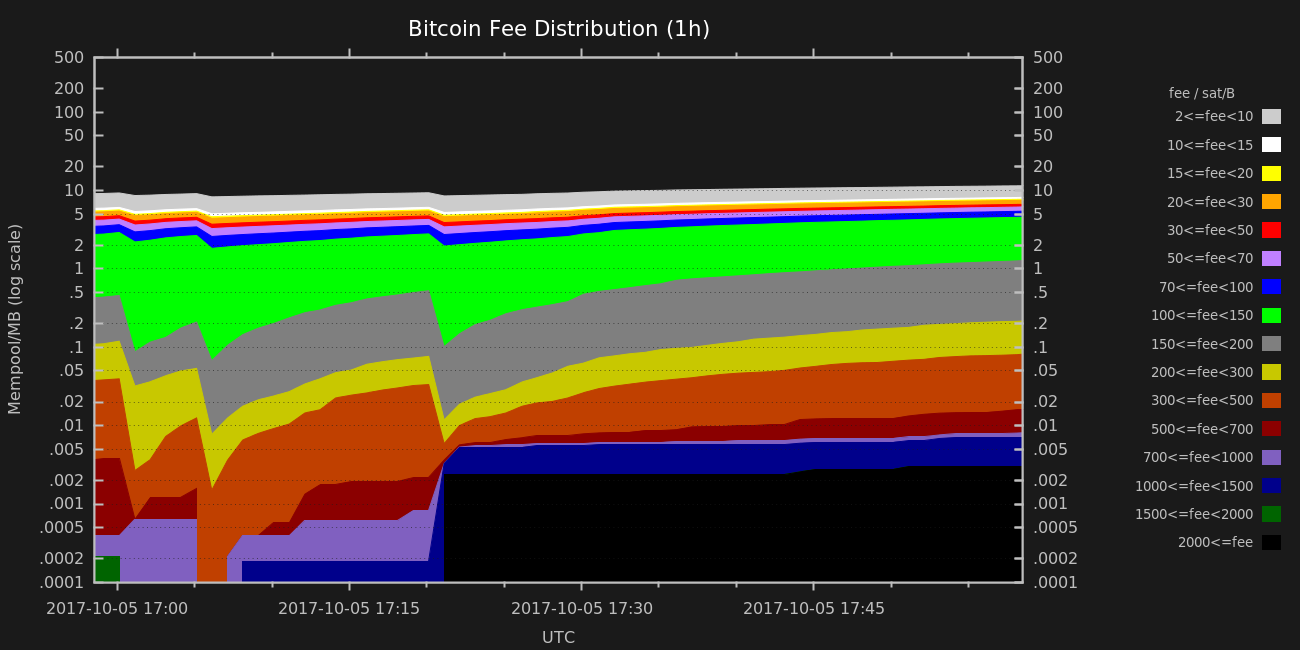 Bitcoin Fee Distribution (1h)
Mempool/MB (log scale)
500
200
100
50
20
10
5
2
1
.5
.2
.1
.05
.02
.01
.005
.002
.001
.0005
.0002
.0001
500
200
100
50
20
10
5
2
1
.5
.2
.1
.05
.02
.01
.005
.002
.001
.0005
.0002
.0001
2017-10-05 17:00 2017-10-05 17:15 2017-10-05 17:30 2017-10-05 17:45
UTC
fee / sat/B
2<=fee<10
10<=fee<15
15<=fee<20
20<=fee<30
30<=fee<50
50<=fee<70
70<=fee<100
100<=fee<150
150<=fee<200
200<=fee<300
300<=fee<500
500<=fee<700
700<=fee<1000
1000<=fee<1500
1500<=fee<2000
2000<=fee